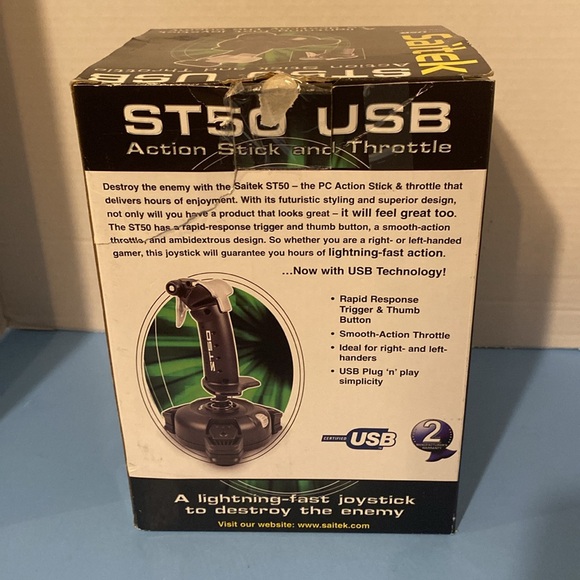 Saitek
USB
ST50 USB
ST50 USB
Action Stick and Throttle
Destroy the enemy with the Saitek ST50 – the PC Action Stick & throttle that
delivers hours of enjoyment. With its futuristic styling and superior design,
not only will you have a product that looks great – it will feel great too.
The ST50 has a rapid-response trigger and thumb button, a smooth-action
throttle, and ambidextrous design. So whether you are a right- or left-handed
gamer, this joystick will guarantee you hours of lightning-fast action.
...Now with USB Technology!
• Rapid Response
Trigger & Thumb
Button
• Smooth-Action Throttle
• Ideal for right- and left-
handers
• USB Plug 'n' play
simplicity
ST50
CERTIFIED USB
2
A lightning-fast joystick
to destroy the enemy
Visit our website: www.saitek.com